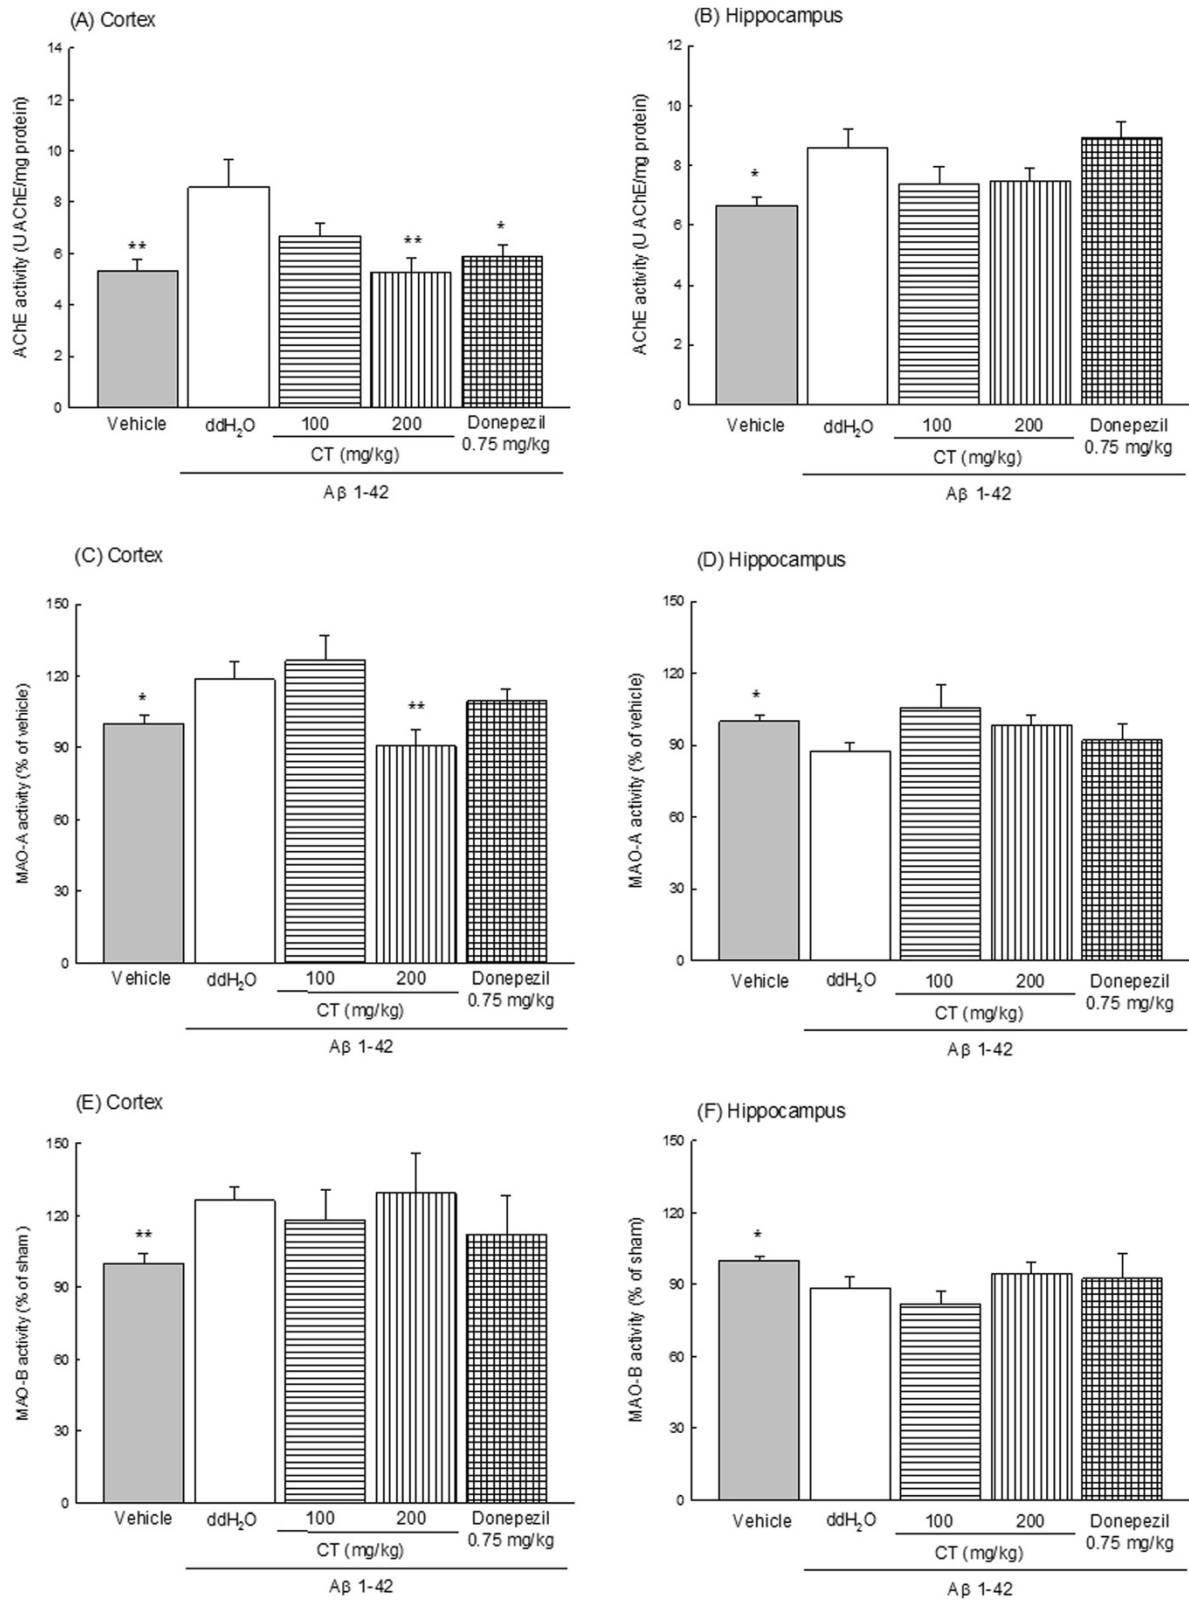 (A) Cortex
AChE activity (U AChE/mg protein)
14
12
10
8
6
4
2
0
**
**
*
Vehicle ddH₂O 100 200 Donepezil
0.75 mg/kg
CT (mg/kg)
Aβ 1-42
(B) Hippocampus
AChE activity (U AChE/mg protein)
12
10
8
6
4
2
0
*
Vehicle ddH₂O 100 200 Donepezil
0.75 mg/kg
CT (mg/kg)
Aβ 1-42
(C) Cortex
MAO-A activity (% of vehicle)
150
120
90
60
30
0
*
**
Vehicle ddH₂O 100 200 Donepezil
0.75 mg/kg
CT (mg/kg)
Aβ 1-42
(D) Hippocampus
MAO-A activity (% of vehicle)
150
120
90
60
30
0
*
Vehicle ddH₂O 100 200 Donepezil
0.75 mg/kg
CT (mg/kg)
Aβ 1-42
(E) Cortex
MAO-B activity (% of sham )
150
120
90
60
30
0
**
Vehicle ddH₂O 100 200 Donepezil
0.75 mg/kg
CT (mg/kg)
Aβ 1-42
(F) Hippocampus
MAO-B activity (% of sham)
150
120
90
60
30
0
*
Vehicle ddH₂O 100 200 Donepezil
0.75 mg/kg
CT (mg/kg)
Aβ 1-42